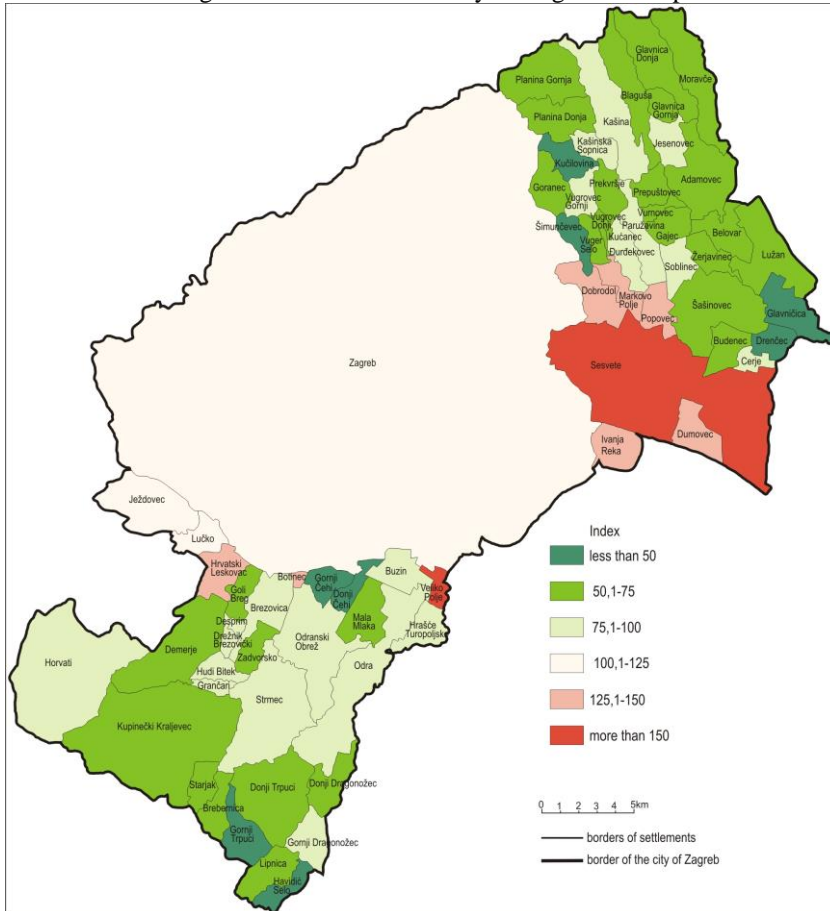 Glavnica
Donja
Moravče
Planina Gornja
Blaguša
Glavnica
Gornja
Kašina
Planina Donja
Kašinska
Sopnica
Jesenovec
Kučilovina
Adamovec
Goranec
Prekvršje
Prepuštovec
Vugrovec
Gornji
Vurnovec
Šimunčevec
Vugrovec
Donji
Paružavina
Belovar
Kućanec
Gajec
Vuger
Selo
Đurđekovec
Žerjavinec
Lužan
Soblinec
Dobrodol
Markovo
Polje
Popovec
Šašinovec
Glavničica
Budenec
Drenčec
Cerje
Zagreb
Sesvete
Ivanja
Reka
Dumovec
Ježdovec
Lučko
Hrvatski
Leskovac
Botinec
Gornji
Čehi
Donji
Čehi
Buzin
Veliko
Polje
Goli
Breg
Brezovica
Mala
Mlaka
Hrašće
Turopoljsko
Desprim
Drežnik
Brezovički
Odranski
Obrež
Horvati
Demerje
Zadvorsko
Odra
Hudi Bitek
Grančari
Strmec
Kupinečki Kraljevec
Starjak
Donji Trpuci
Donji Dragonožec
Brebernica
Gornji
Trpuci
Gornji Dragonožec
Lipnica
Havidić
Selo
Index
less than 50
50,1-75
75,1-100
100,1-125
125,1-150
more than 150
0 1 2 3 4 5km
borders of settlements
border of the city of Zagreb